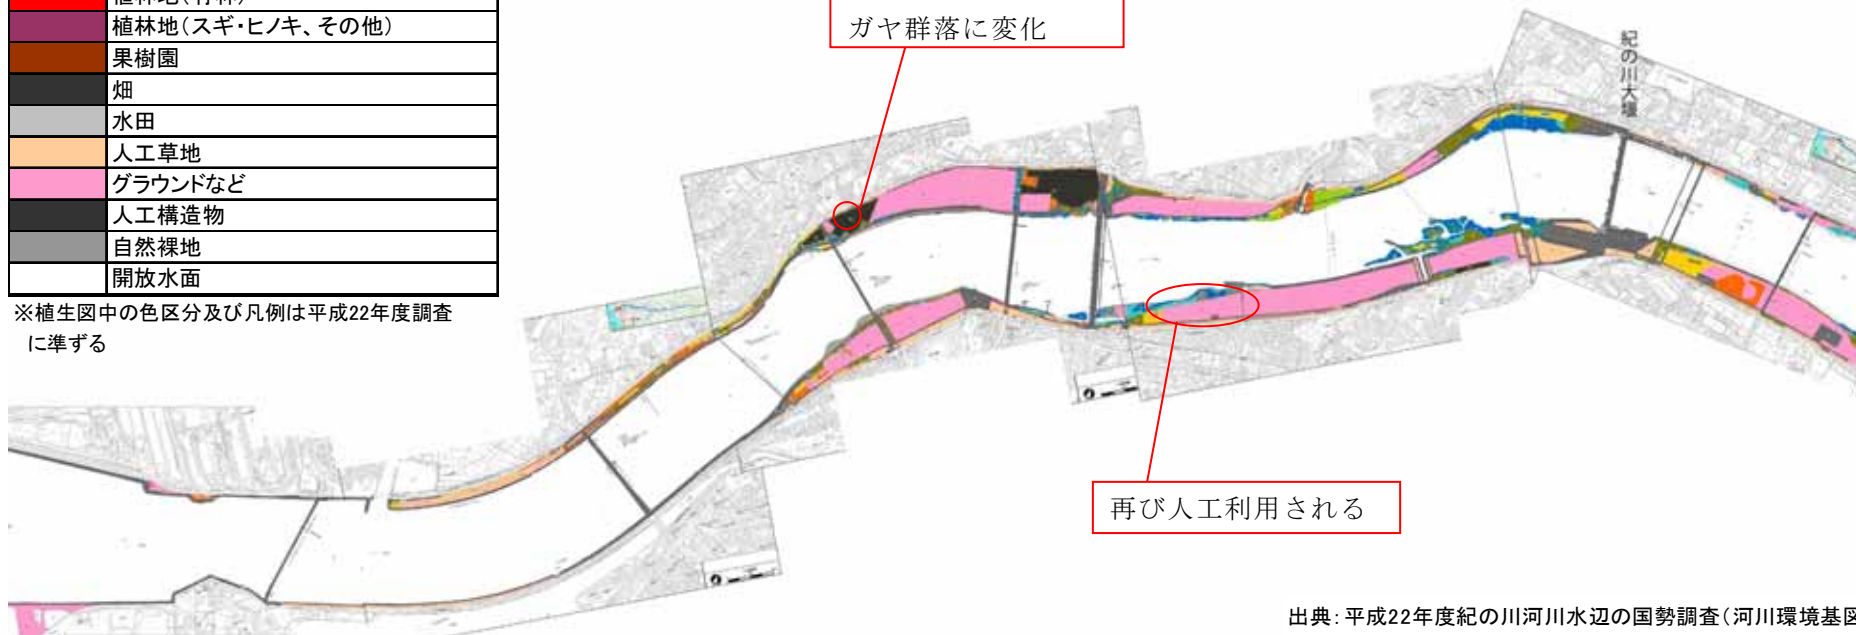 植林地(竹林)
植林地(スギ・ヒノキ、その他)
果樹園
畑
水田
人工草地
グラウンドなど
人工構造物
自然裸地
開放水面
※植生図中の色区分及び凡例は平成22年度調査
に準ずる
ガヤ群落に変化
紀の川大堰
再び人工利用される
出典:平成22年度紀の川河川水辺の国勢調査(河川環境基図